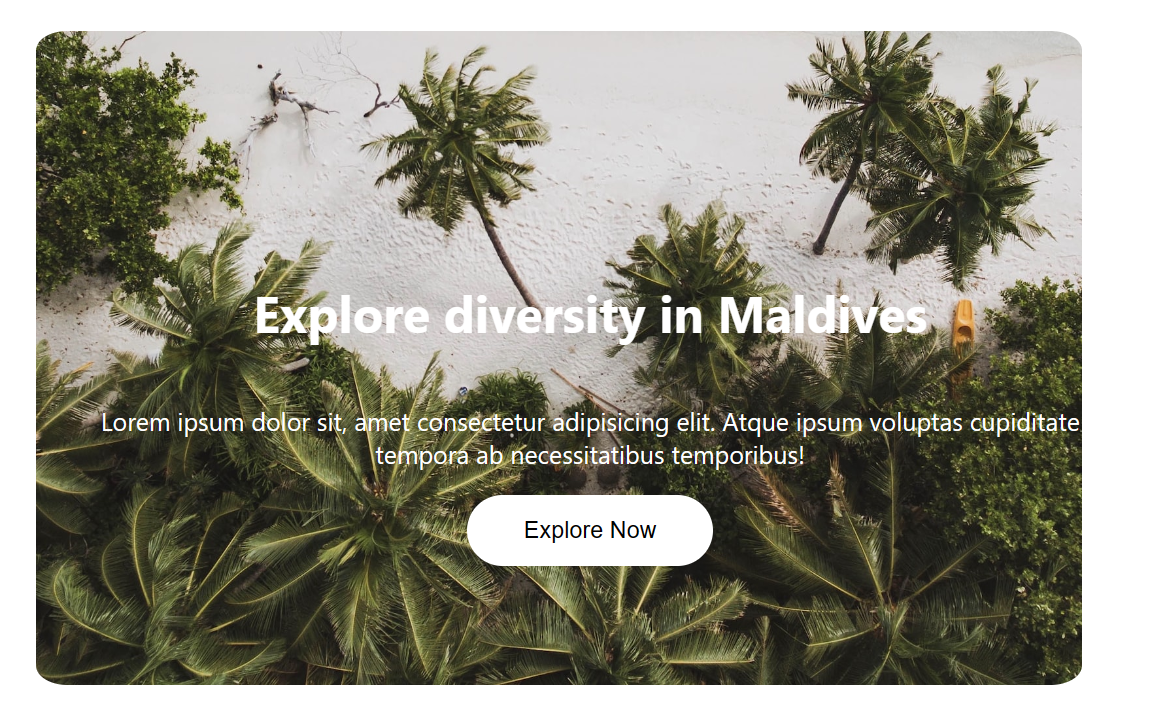 Explore diversity in Maldives
Lorem ipsum dolor sit, amet consectetur adipisicing elit. Atque ipsum voluptas cupiditate
tempora ab necessitatibus temporibus!
Explore Now